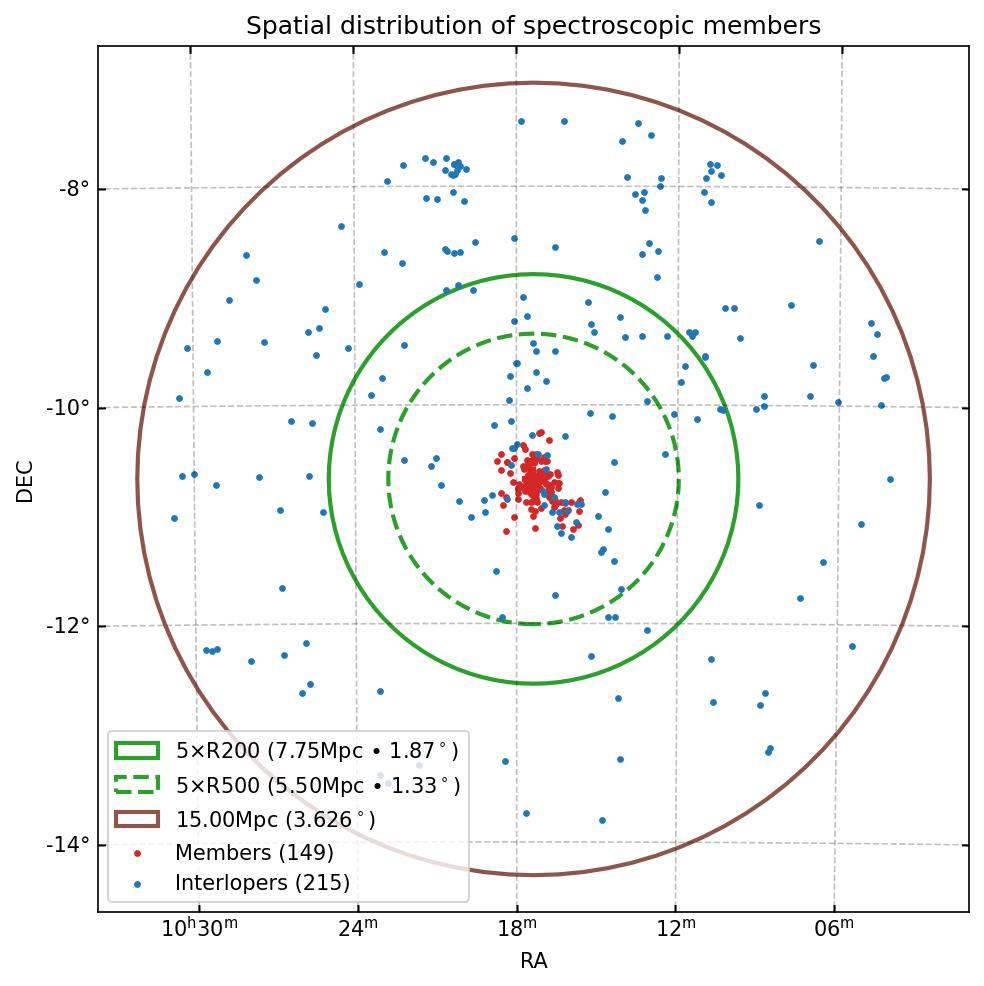 Spatial distribution of spectroscopic members
-8°
-10°
-12°
-14°
DEC
5×R200 (7.75Mpc • 1.87°)
5×R500 (5.50Mpc • 1.33°)
15.00Mpc (3.626°)
Members (149)
Interlopers (215)
10ʰ30ᵐ 24ᵐ 18ᵐ 12ᵐ 06ᵐ
RA